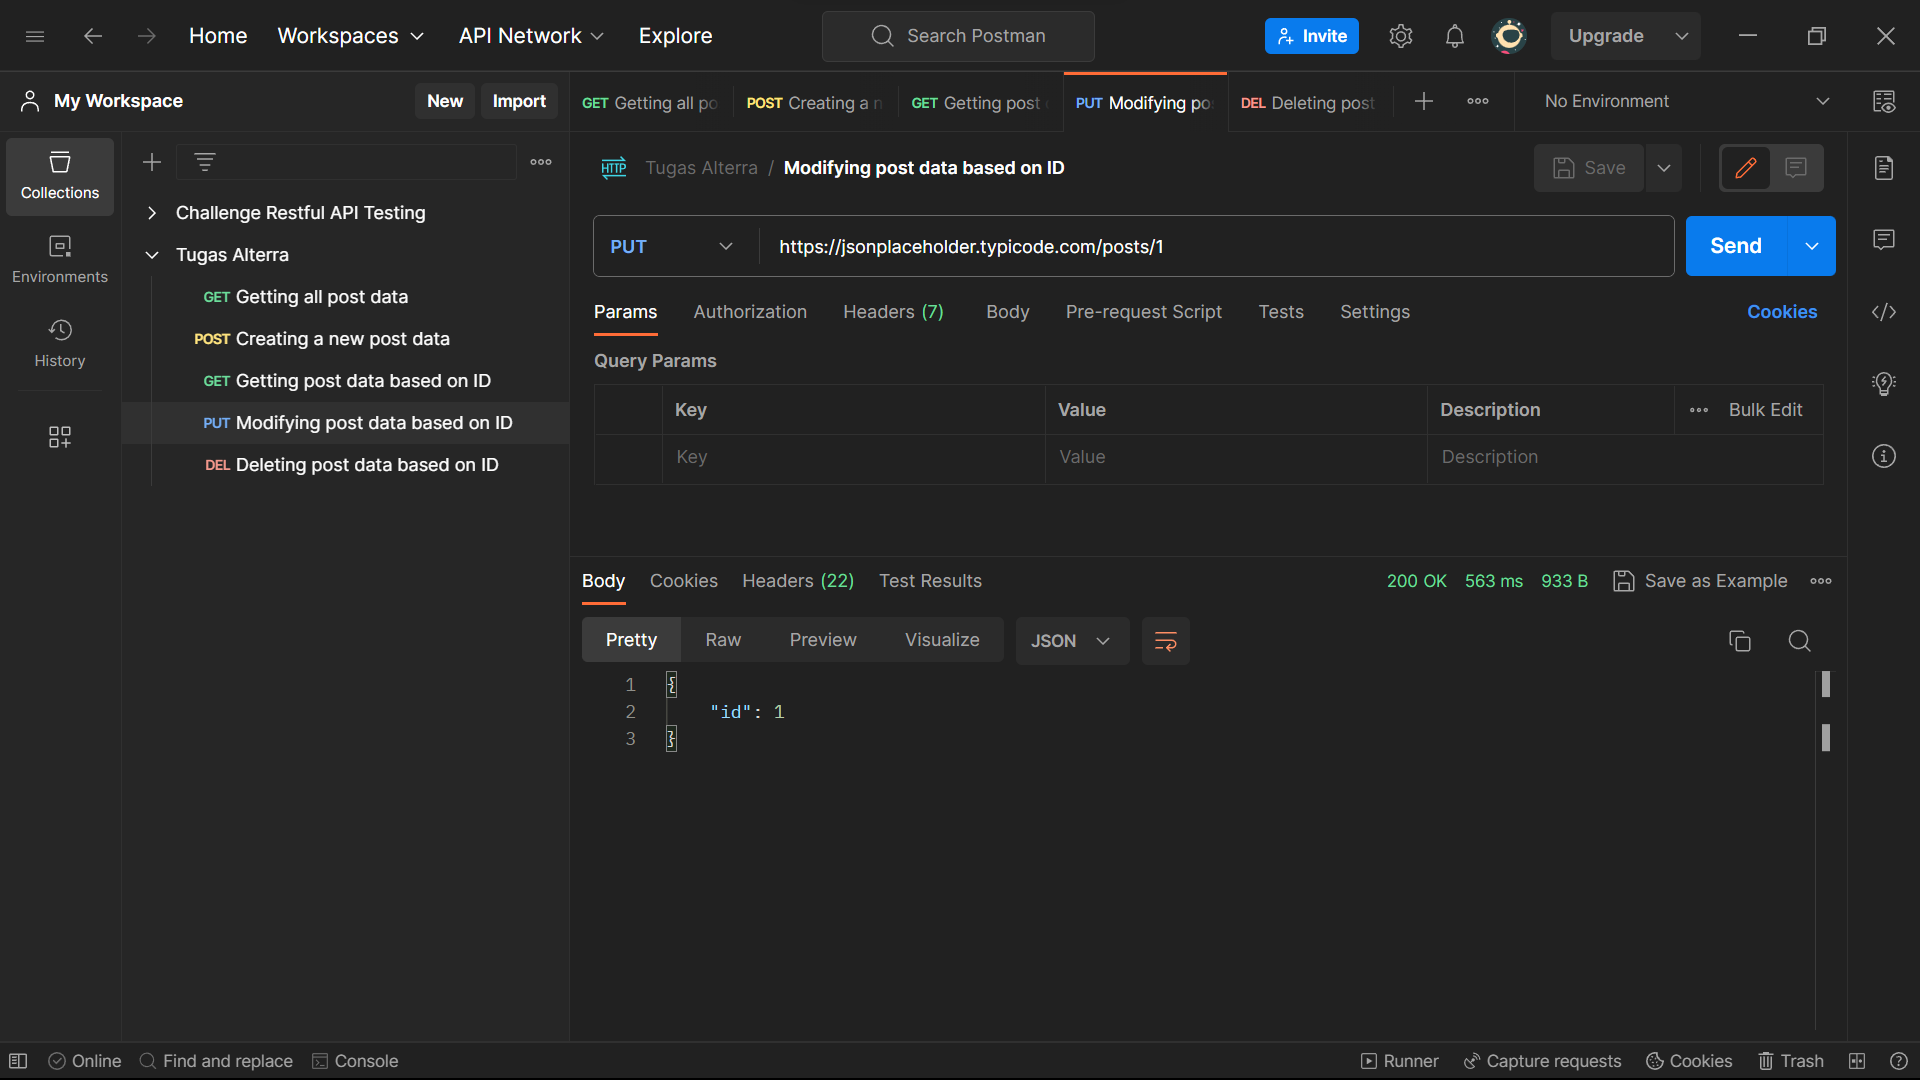 Home Workspaces API Network Explore Search Postman Invite Upgrade
My Workspace New Import
GET Getting all po POST Creating a n GET Getting post PUT Modifying po DEL Deleting post No Environment
Collections
Environments
History
Challenge Restful API Testing
Tugas Alterra
GET Getting all post data
POST Creating a new post data
GET Getting post data based on ID
PUT Modifying post data based on ID
DEL Deleting post data based on ID
HTTP Tugas Alterra / Modifying post data based on ID Save
PUT https://jsonplaceholder.typicode.com/posts/1 Send
Params Authorization Headers (7) Body Pre-request Script Tests Settings Cookies
Query Params
Key Value Description Bulk Edit
Key Value Description
Body Cookies Headers (22) Test Results 200 OK 563 ms 933 B Save as Example
Pretty Raw Preview Visualize JSON
1 {
2 "id": 1
3 }
Online Find and replace Console Runner Capture requests Cookies Trash